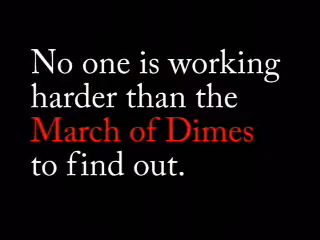 No one is working
harder than the
March of Dimes
to find out.